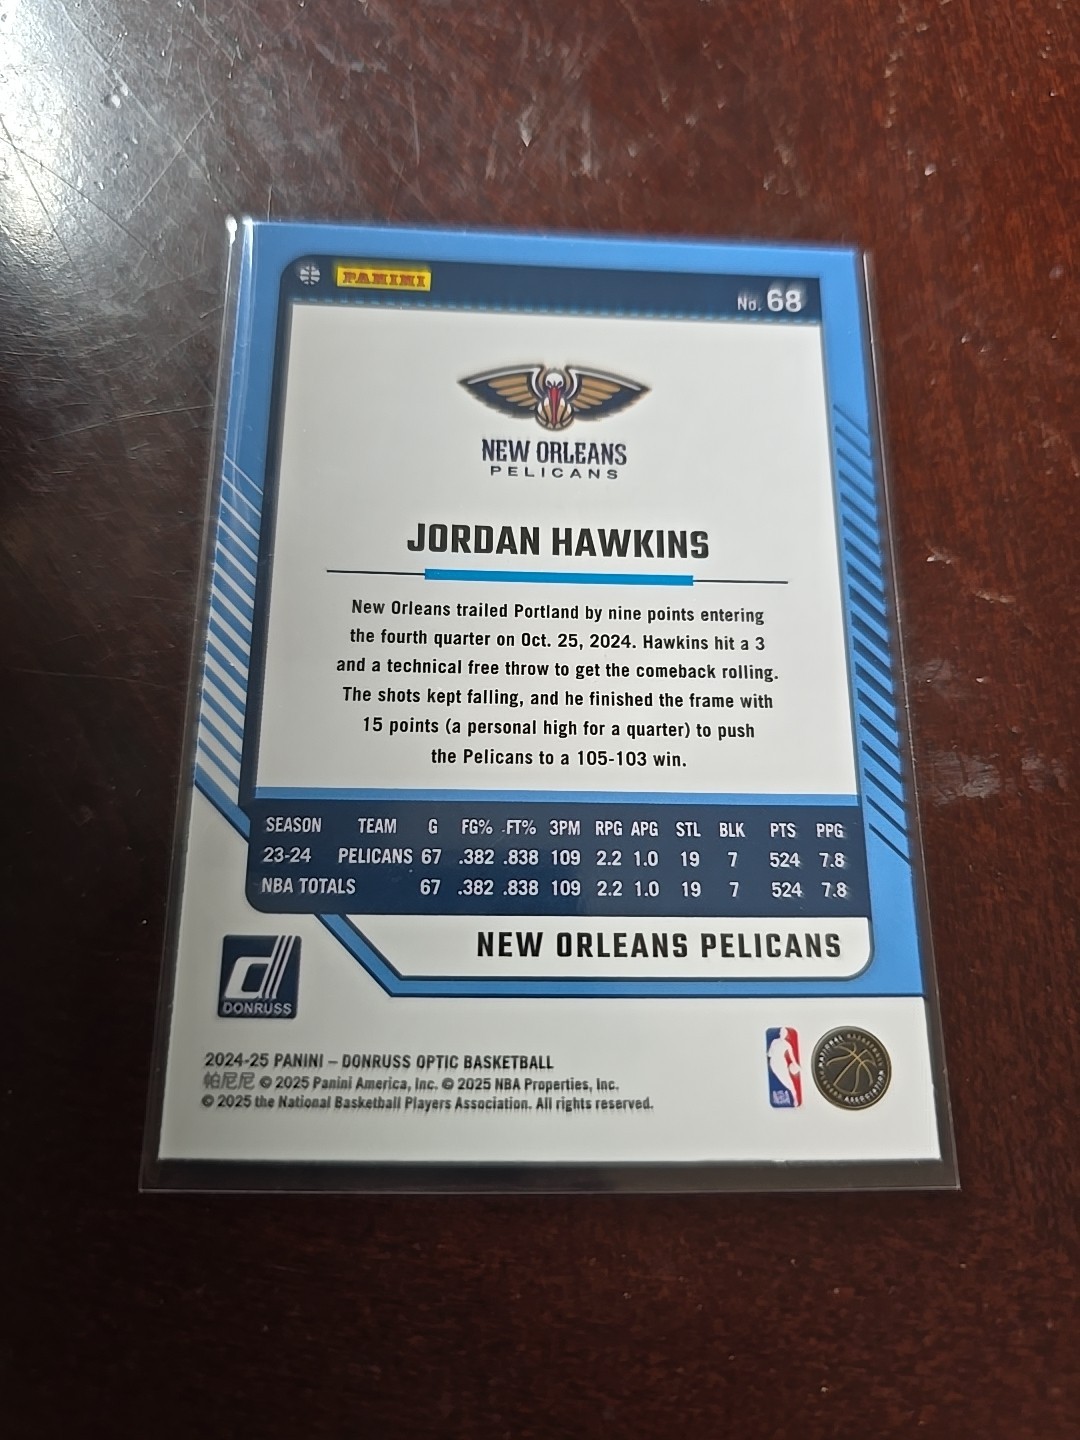 PANINI
No. 68
NEW ORLEANS
PELICANS
JORDAN HAWKINS
New Orleans trailed Portland by nine points entering
the fourth quarter on Oct. 25, 2024. Hawkins hit a 3
and a technical free throw to get the comeback rolling.
The shots kept falling, and he finished the frame with
15 points (a personal high for a quarter) to push
the Pelicans to a 105-103 win.
SEASON TEAM G FG% FT% 3PM RPG APG STL BLK PTS PPG
23-24 PELICANS 67 .382 .838 109 2.2 1.0 19 7 524 7.8
NBA TOTALS 67 .382 .838 109 2.2 1.0 19 7 524 7.8
NEW ORLEANS PELICANS
d
DONRUSS
2024-25 PANINI – DONRUSS OPTIC BASKETBALL
帕尼尼 © 2025 Panini America, Inc. © 2025 NBA Properties, Inc.
© 2025 the National Basketball Players Association. All rights reserved.
NBA
NATIONAL BASKETBALL
PLAYERS ASSOCIATION